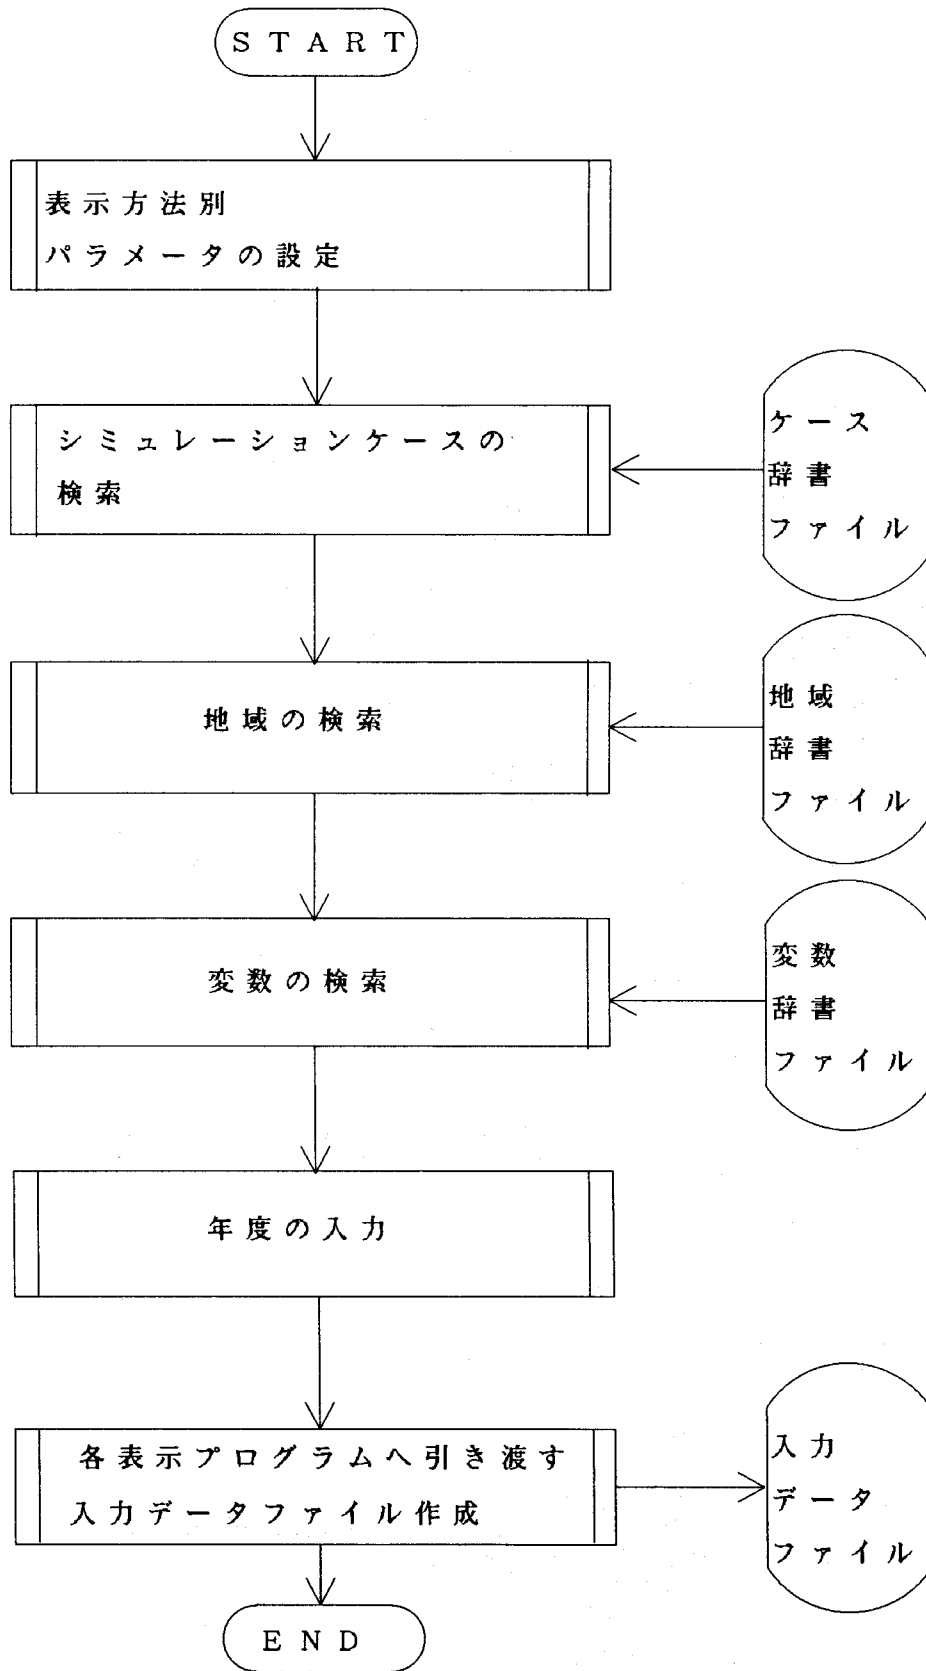 START
表示方法別
パラメータの設定
シミュレーションケースの
検索
ケース
辞書
ファイル
地域の検索
地域
辞書
ファイル
変数の検索
変数
辞書
ファイル
年度の入力
各表示プログラムへ引き渡す
入力データファイル作成
入力
データ
ファイル
END